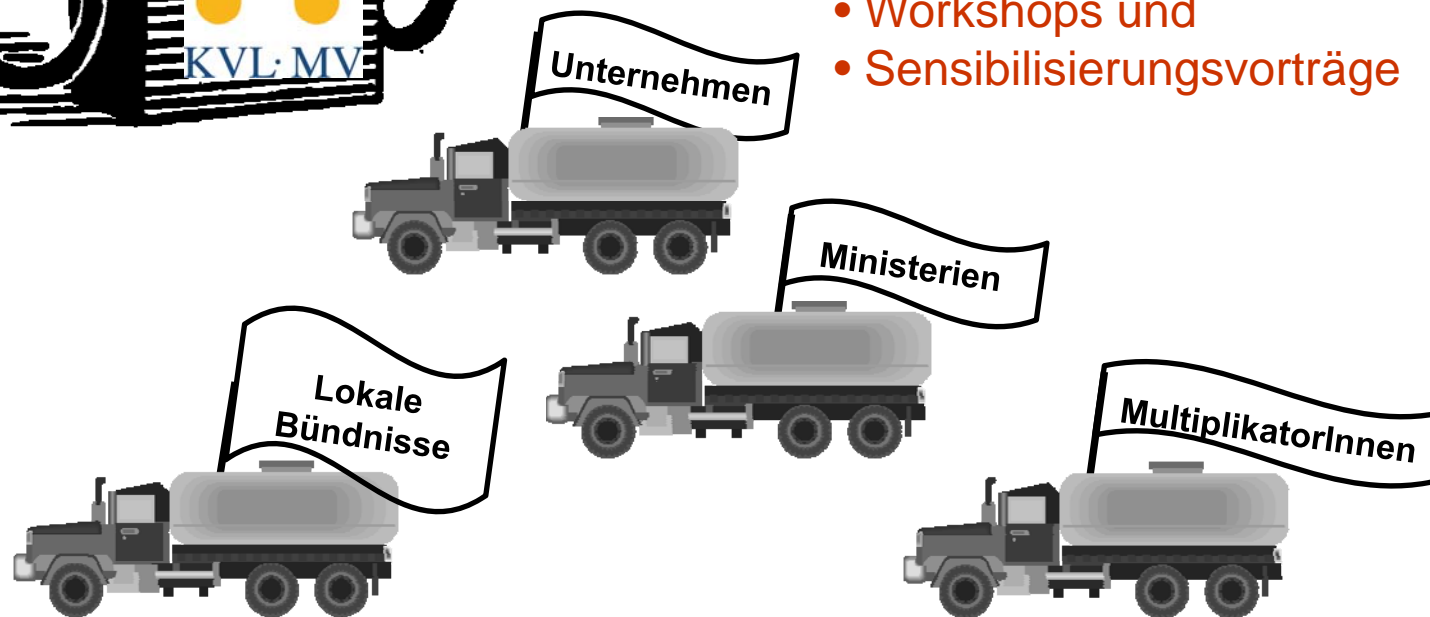 • Workshops und
KVL·MV
Unternehmen
• Sensibilisierungsvorträge
Ministerien
Lokale
Bündnisse
MultiplikatorInnen